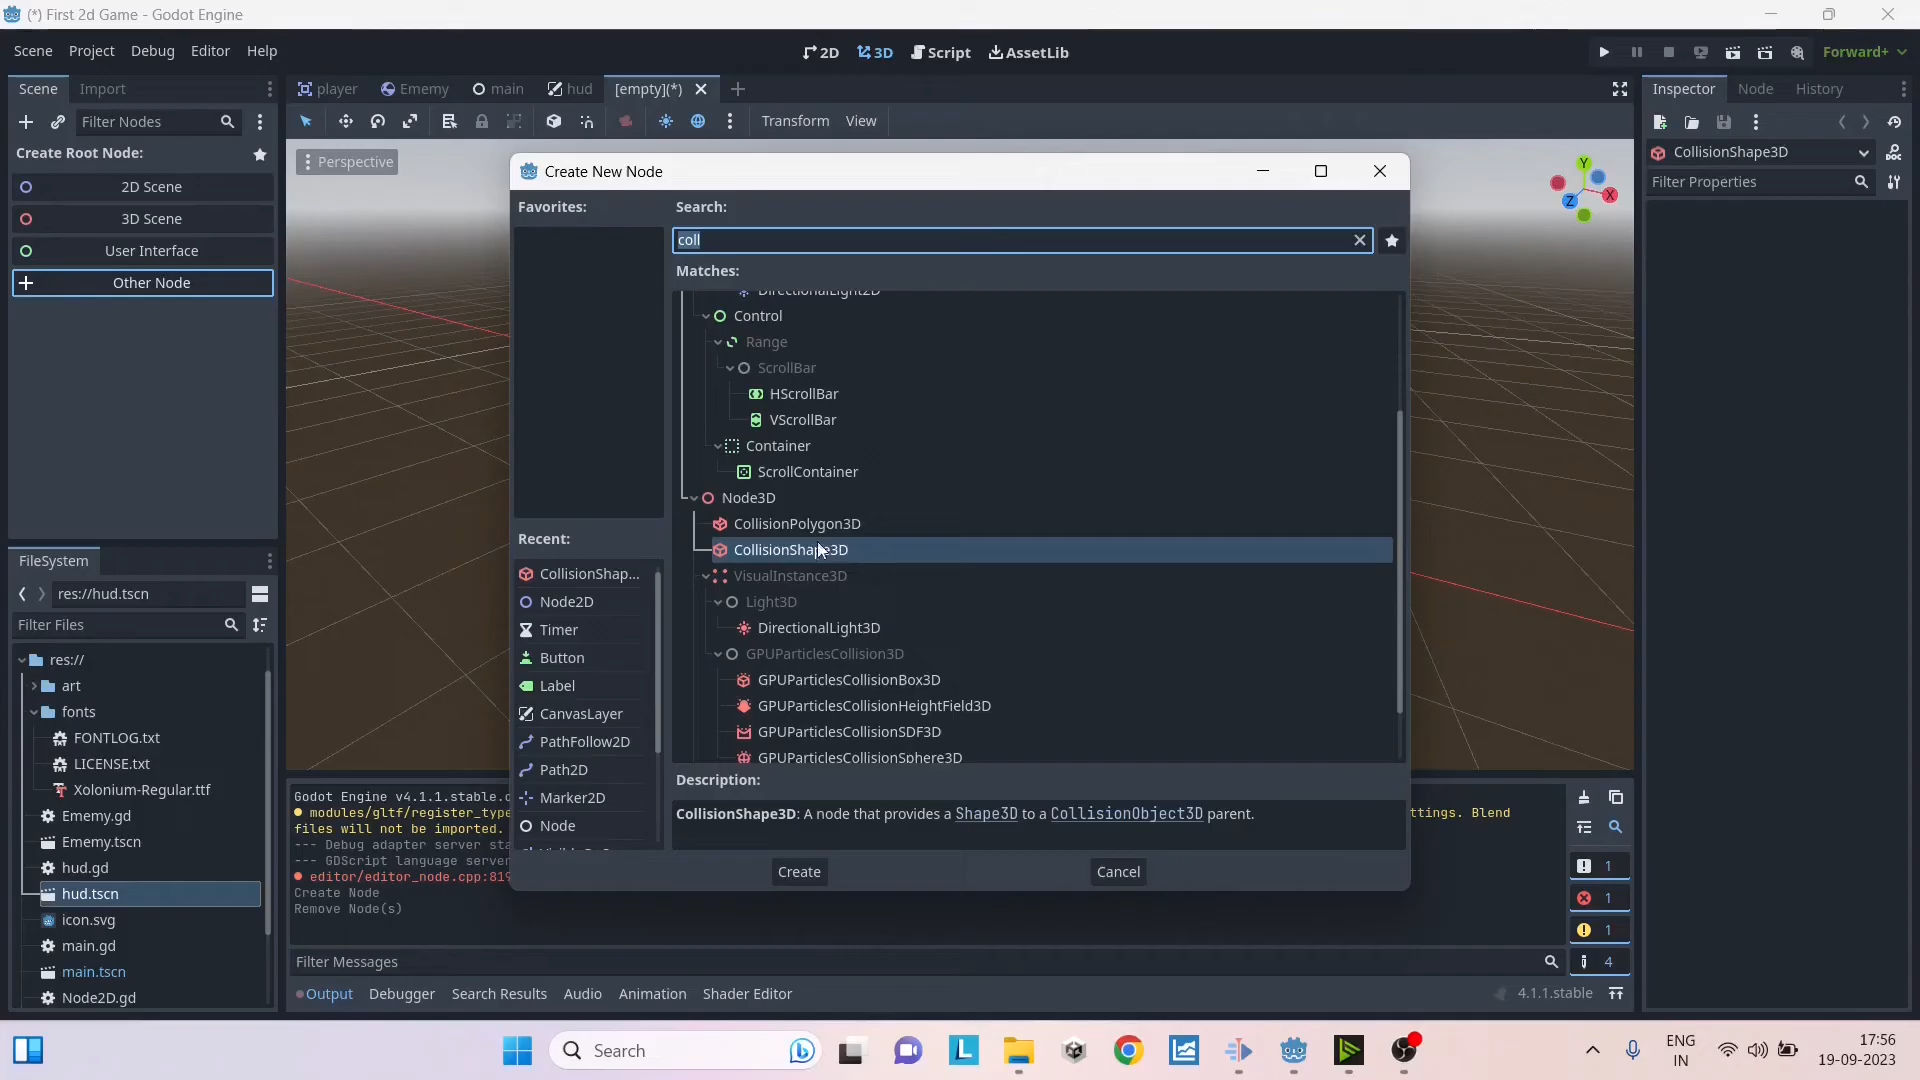 (*) First 2d Game - Godot Engine
Scene Project Debug Editor Help
2D 3D Script AssetLib
Forward+
Scene Import
player Enemy main hud [empty](*)
Inspector Node History
Filter Nodes
Transform View
Create Root Node:
2D Scene
3D Scene
User Interface
Other Node
Perspective
Y
X
Z
CollisionShape3D
Filter Properties
Create New Node
Favorites:
Search:
coll
Matches:
DirectionalLight2D
Control
Range
ScrollBar
HScrollBar
VScrollBar
Container
ScrollContainer
Node3D
CollisionPolygon3D
CollisionShape3D
VisualInstance3D
Light3D
DirectionalLight3D
GPUParticlesCollision3D
GPUParticlesCollisionBox3D
GPUParticlesCollisionHeightField3D
GPUParticlesCollisionSDF3D
GPUParticlesCollisionSphere3D
Recent:
CollisionShap...
Node2D
Timer
Button
Label
CanvasLayer
PathFollow2D
Path2D
Marker2D
Node
Description:
CollisionShape3D: A node that provides a Shape3D to a CollisionObject3D parent.
Create Cancel
FileSystem
res://hud.tscn
Filter Files
res://
art
fonts
FONTLOG.txt
LICENSE.txt
Xolonium-Regular.ttf
Ememy.gd
Ememy.tscn
hud.gd
hud.tscn
icon.svg
main.gd
main.tscn
Node2D.gd
Godot Engine v4.1.1.stable.o
modules/gltf/register_type
ttings. Blend
files will not be imported.
--- Debug adapter server sta
--- GDScript language server
editor/editor_node.cpp:819
Create Node
Remove Node(s)
1
1
1
4
Filter Messages
Output Debugger Search Results Audio Animation Shader Editor
4.1.1.stable
Search
ENG
IN
17:56
19-09-2023